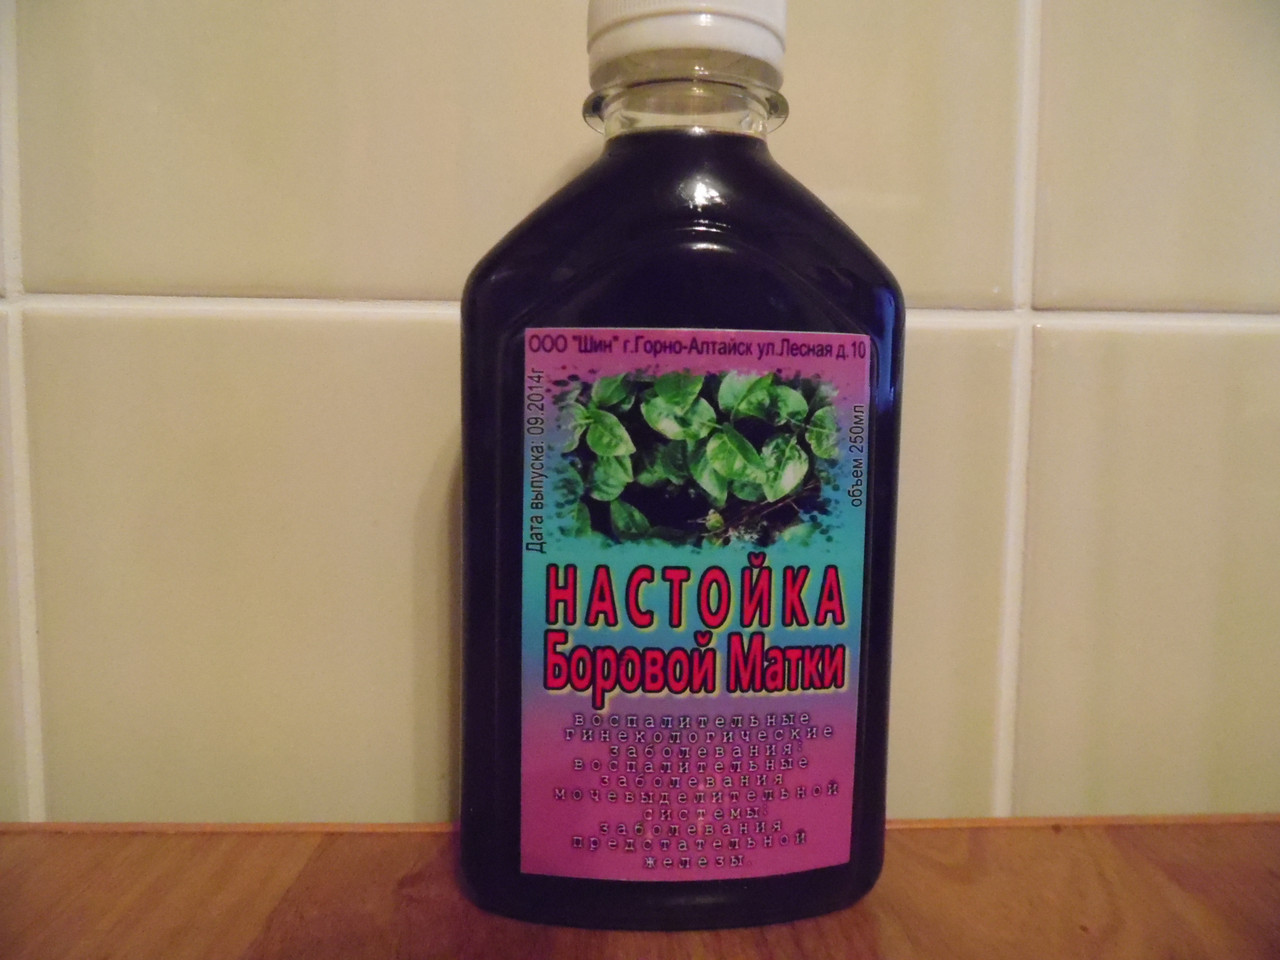 ООО "Шин" г.Горно-Алтайск ул.Лесная д.10
Дата выпуска: 09.2014г
объем 250мл
НАСТОЙКА
Боровой Матки
воспалительные
гинекологические
заболевания;
воспалительные
заболевания
мочевыделительной
системы;
заболевания
предстательной
железы.